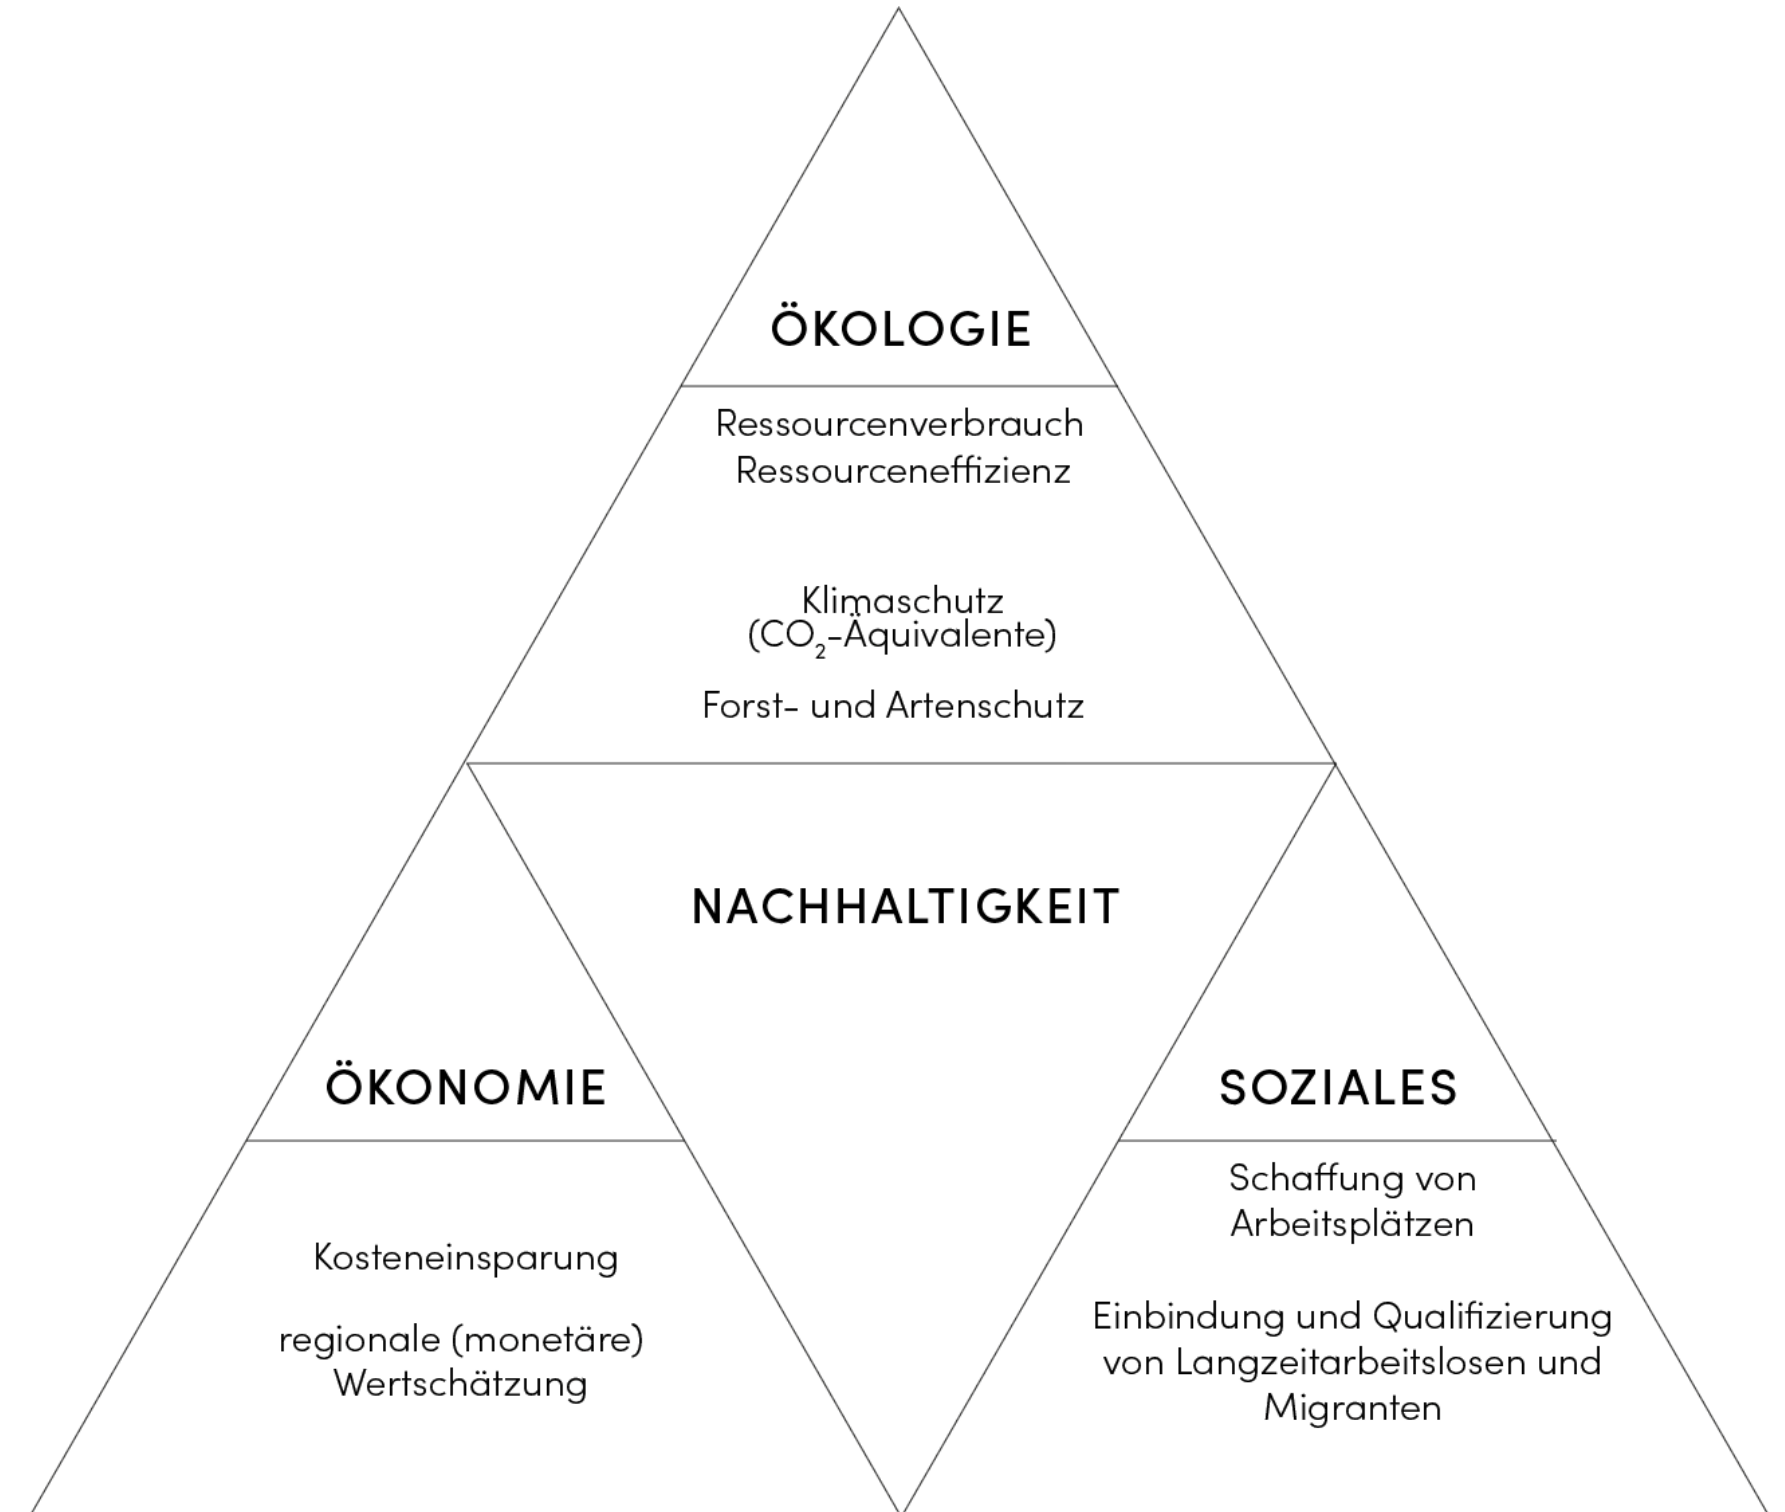 ÖKOLOGIE
Ressourcenverbrauch
Ressourceneffizienz
Klimaschutz
(CO₂-Äquivalente)
Forst- und Artenschutz
NACHHALTIGKEIT
ÖKONOMIE
Kosteneinsparung
regionale (monetäre)
Wertschätzung
SOZIALES
Schaffung von
Arbeitsplätzen
Einbindung und Qualifizierung
von Langzeitarbeitslosen und
Migranten